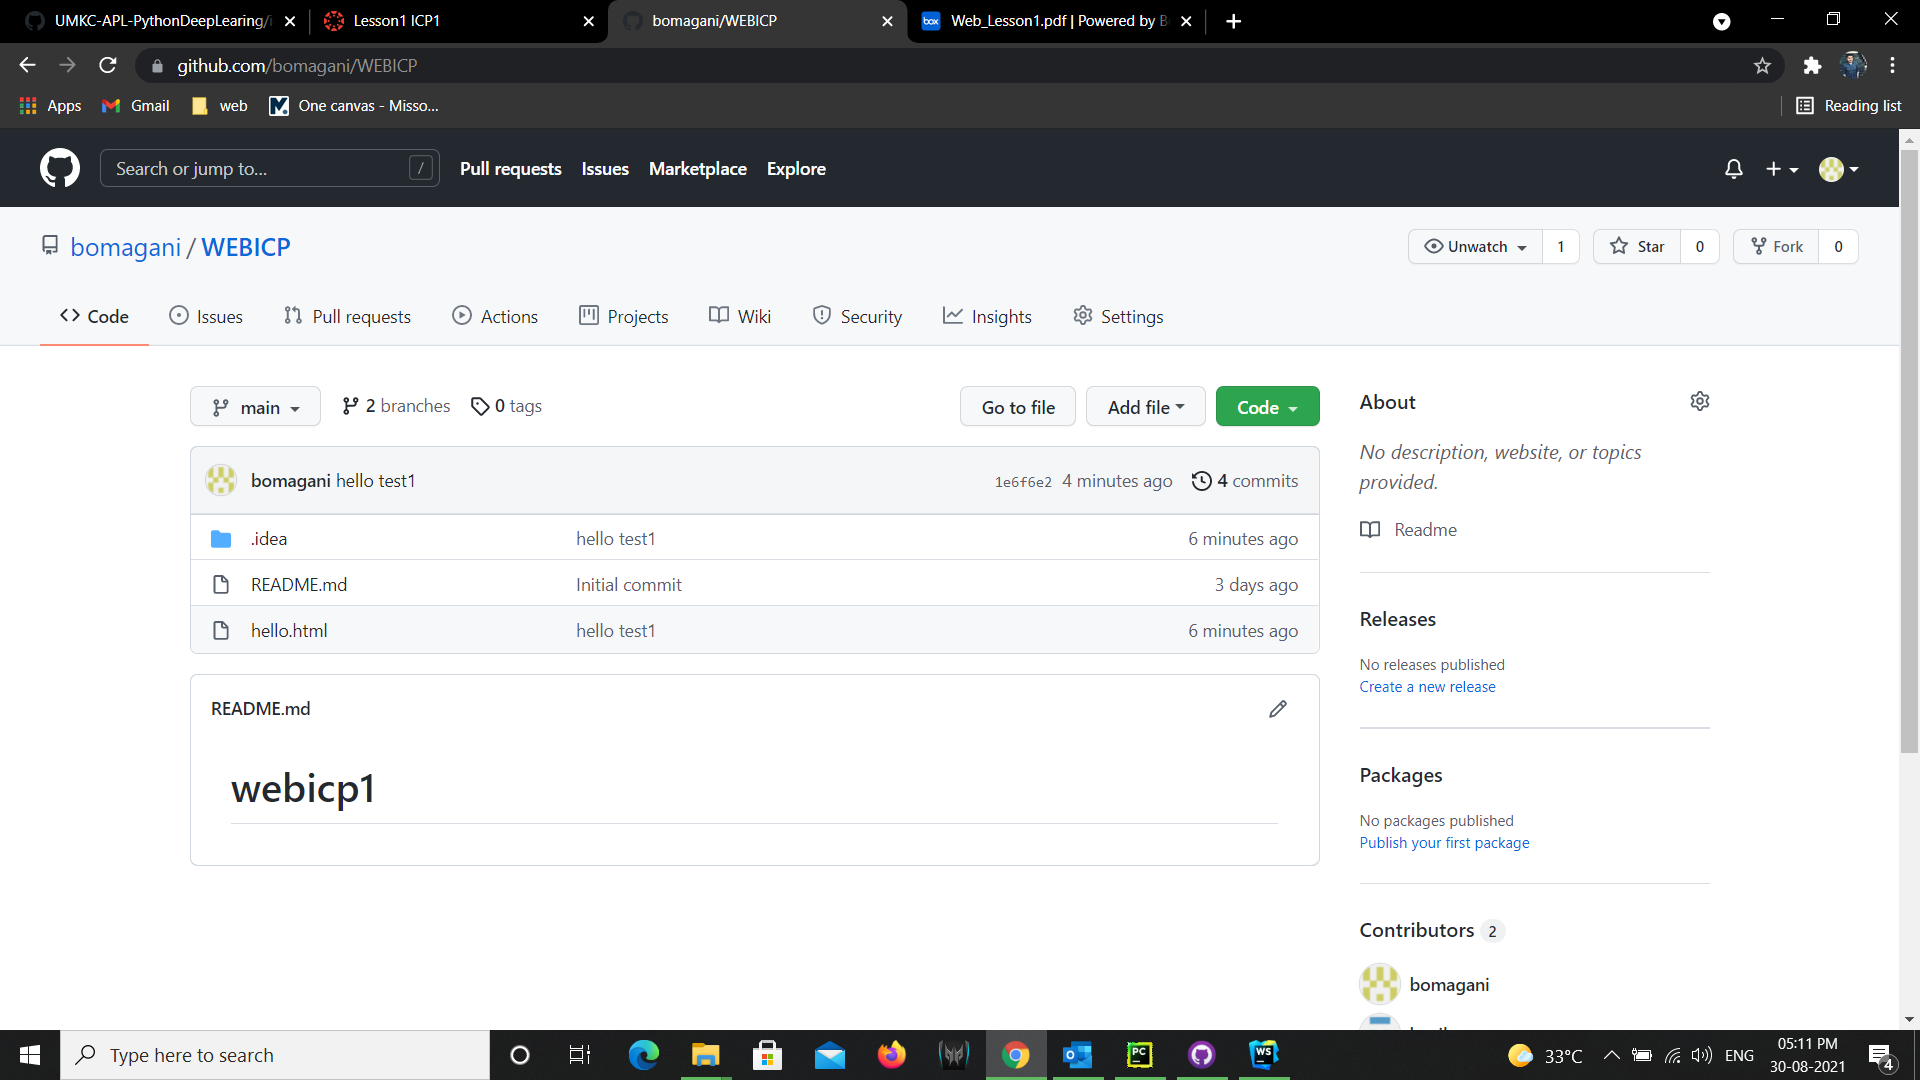 UMKC-APL-PythonDeepLearing/i
Lesson1 ICP1
bomagani/WEBICP
box Web_Lesson1.pdf | Powered by B
github.com/bomagani/WEBICP
Apps Gmail web One canvas - Misso... Reading list
Search or jump to... / Pull requests Issues Marketplace Explore
bomagani / WEBICP
Unwatch 1 Star 0 Fork 0
Code Issues Pull requests Actions Projects Wiki Security Insights Settings
main 2 branches 0 tags Go to file Add file Code
bomagani hello test1 1e6f6e2 4 minutes ago 4 commits
.idea hello test1 6 minutes ago
README.md Initial commit 3 days ago
hello.html hello test1 6 minutes ago
README.md
webicp1
About
No description, website, or topics
provided.
Readme
Releases
No releases published
Create a new release
Packages
No packages published
Publish your first package
Contributors 2
bomagani
Type here to search
PC
WS
33°C
ENG
05:11 PM
30-08-2021
4